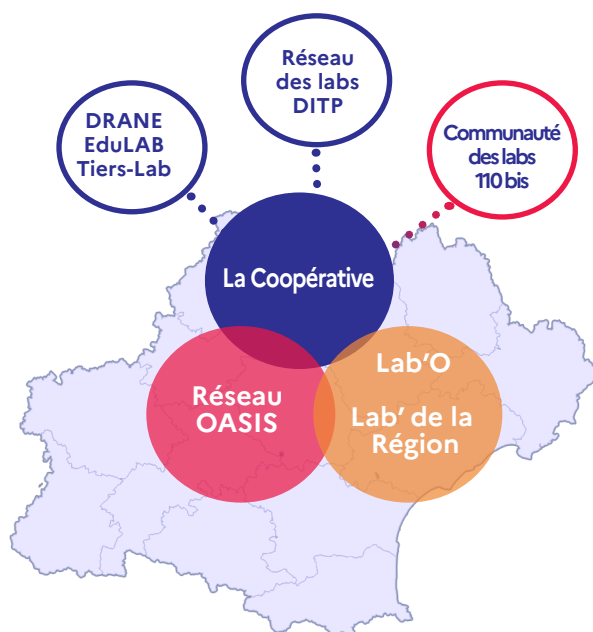 Réseau
des labs
DITP
DRANE
EduLAB
Tiers-Lab
Communauté
des labs
110 bis
La Coopérative
Réseau
OASIS
Lab’O
Lab’ de la
Région